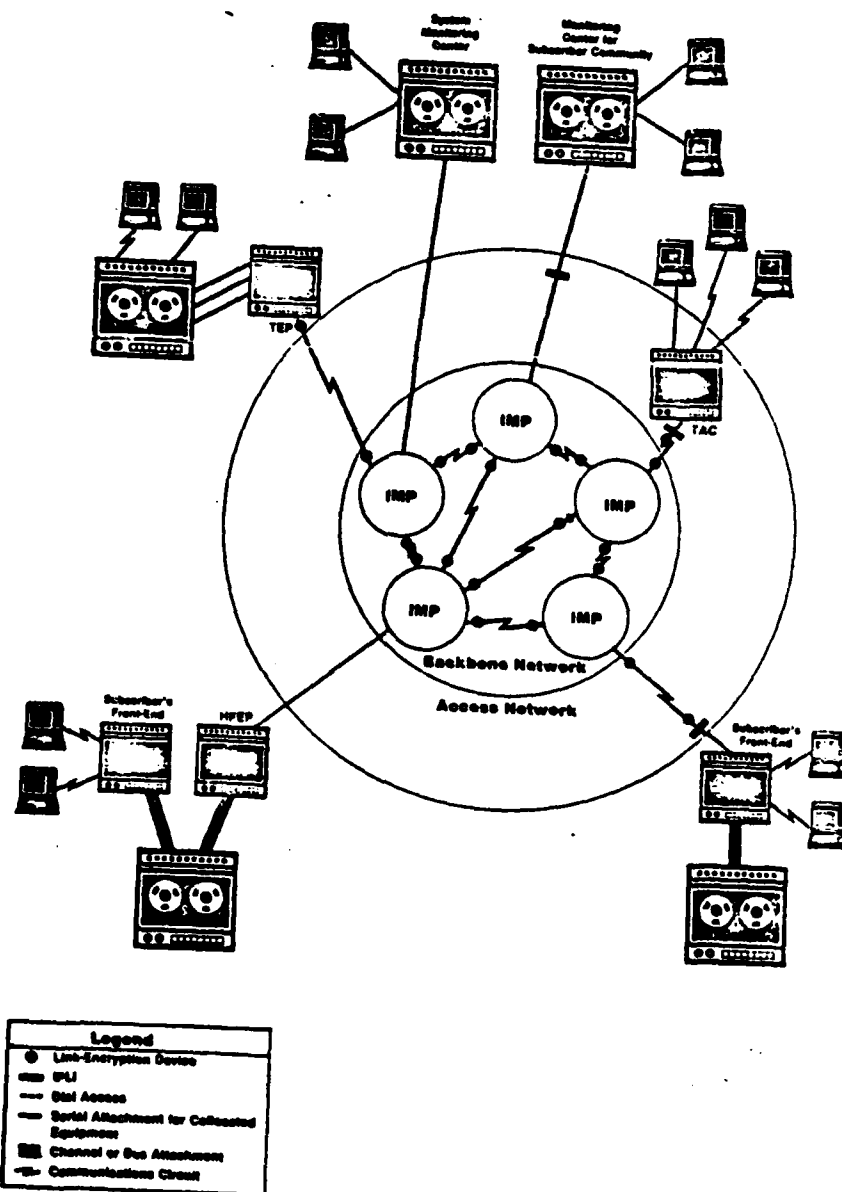 System
Monitoring
Center
Monitoring
Center for
Subscriber Community
TEP
TAC
IMP
IMP
IMP
IMP
IMP
Backbone Network
Access Network
Subscriber's
Front-End
HFEP
Subscriber's
Front-End
Legend
Link-Encryption Device
IPLI
Dial Access
Serial Attachment for Collocated
Equipment
Channel or Bus Attachment
Communications Circuit